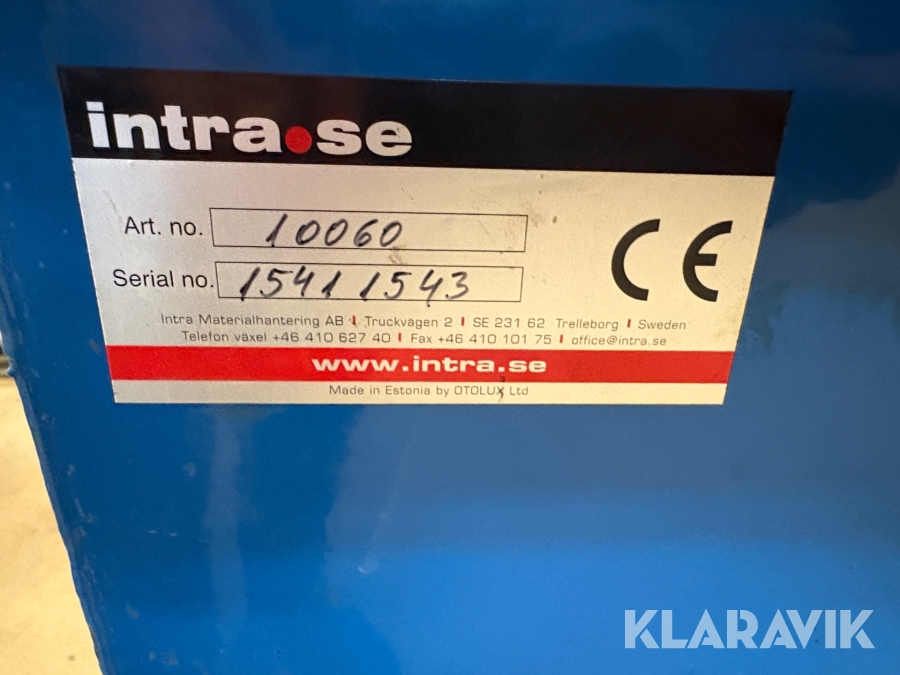 intra.se
Art. no. 10060
CE
Serial no. 15411543
Intra Materialhantering AB I Truckvägen 2 I SE 231 62 Trelleborg I Sweden
Telefon växel +46 410 627 40 I Fax +46 410 101 75 I office@intra.se
www.intra.se
Made in Estonia by OTOLUX Ltd
KLARAVIK